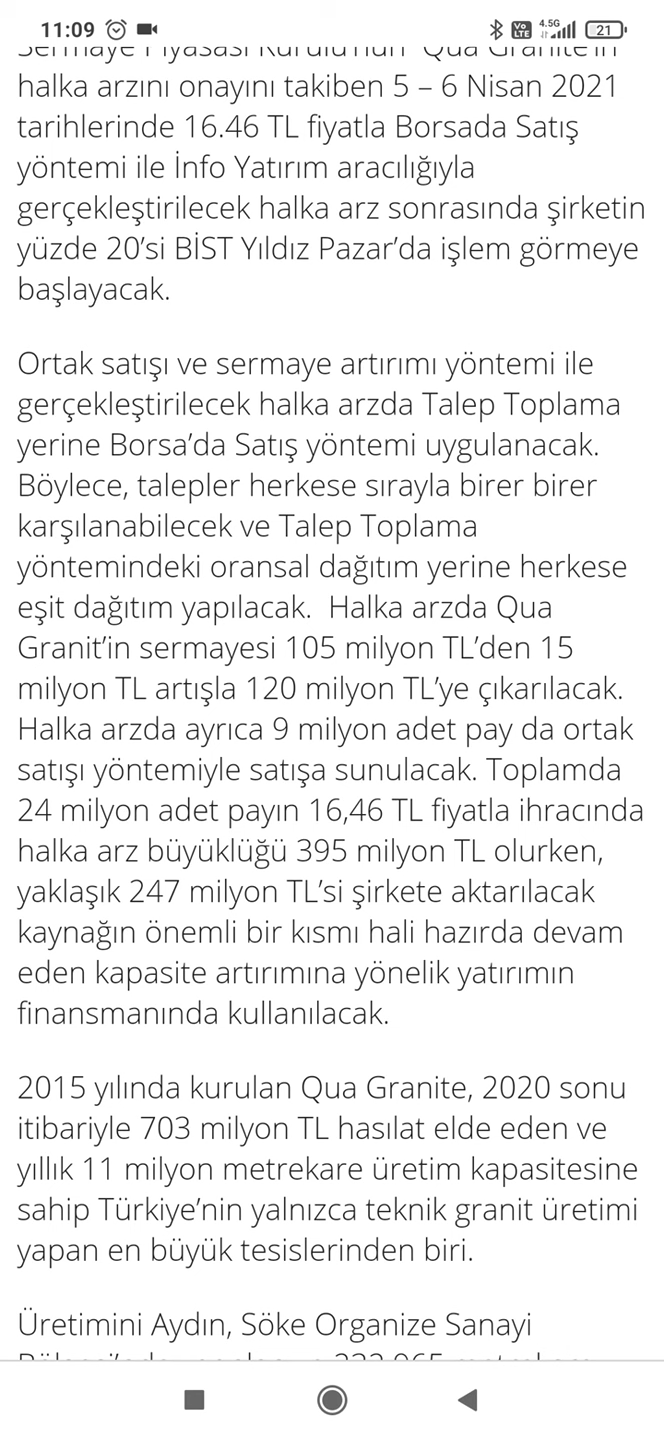 11:09
Vo LTE 4.5G 21
Sermaye Piyasası Kurulu'nun Qua Granite'in
halka arzını onayını takiben 5 – 6 Nisan 2021
tarihlerinde 16.46 TL fiyatla Borsada Satış
yöntemi ile İnfo Yatırım aracılığıyla
gerçekleştirilecek halka arz sonrasında şirketin
yüzde 20’si BİST Yıldız Pazar’da işlem görmeye
başlayacak.
Ortak satışı ve sermaye artırımı yöntemi ile
gerçekleştirilecek halka arzda Talep Toplama
yerine Borsa’da Satış yöntemi uygulanacak.
Böylece, talepler herkese sırayla birer birer
karşılanabilecek ve Talep Toplama
yöntemindeki oransal dağıtım yerine herkese
eşit dağıtım yapılacak.  Halka arzda Qua
Granit’in sermayesi 105 milyon TL’den 15
milyon TL artışla 120 milyon TL’ye çıkarılacak.
Halka arzda ayrıca 9 milyon adet pay da ortak
satışı yöntemiyle satışa sunulacak. Toplamda
24 milyon adet payın 16,46 TL fiyatla ihracında
halka arz büyüklüğü 395 milyon TL olurken,
yaklaşık 247 milyon TL’si şirkete aktarılacak
kaynağın önemli bir kısmı hali hazırda devam
eden kapasite artırımına yönelik yatırımın
finansmanında kullanılacak.
2015 yılında kurulan Qua Granite, 2020 sonu
itibariyle 703 milyon TL hasılat elde eden ve
yıllık 11 milyon metrekare üretim kapasitesine
sahip Türkiye’nin yalnızca teknik granit üretimi
yapan en büyük tesislerinden biri.
Üretimini Aydın, Söke Organize Sanayi